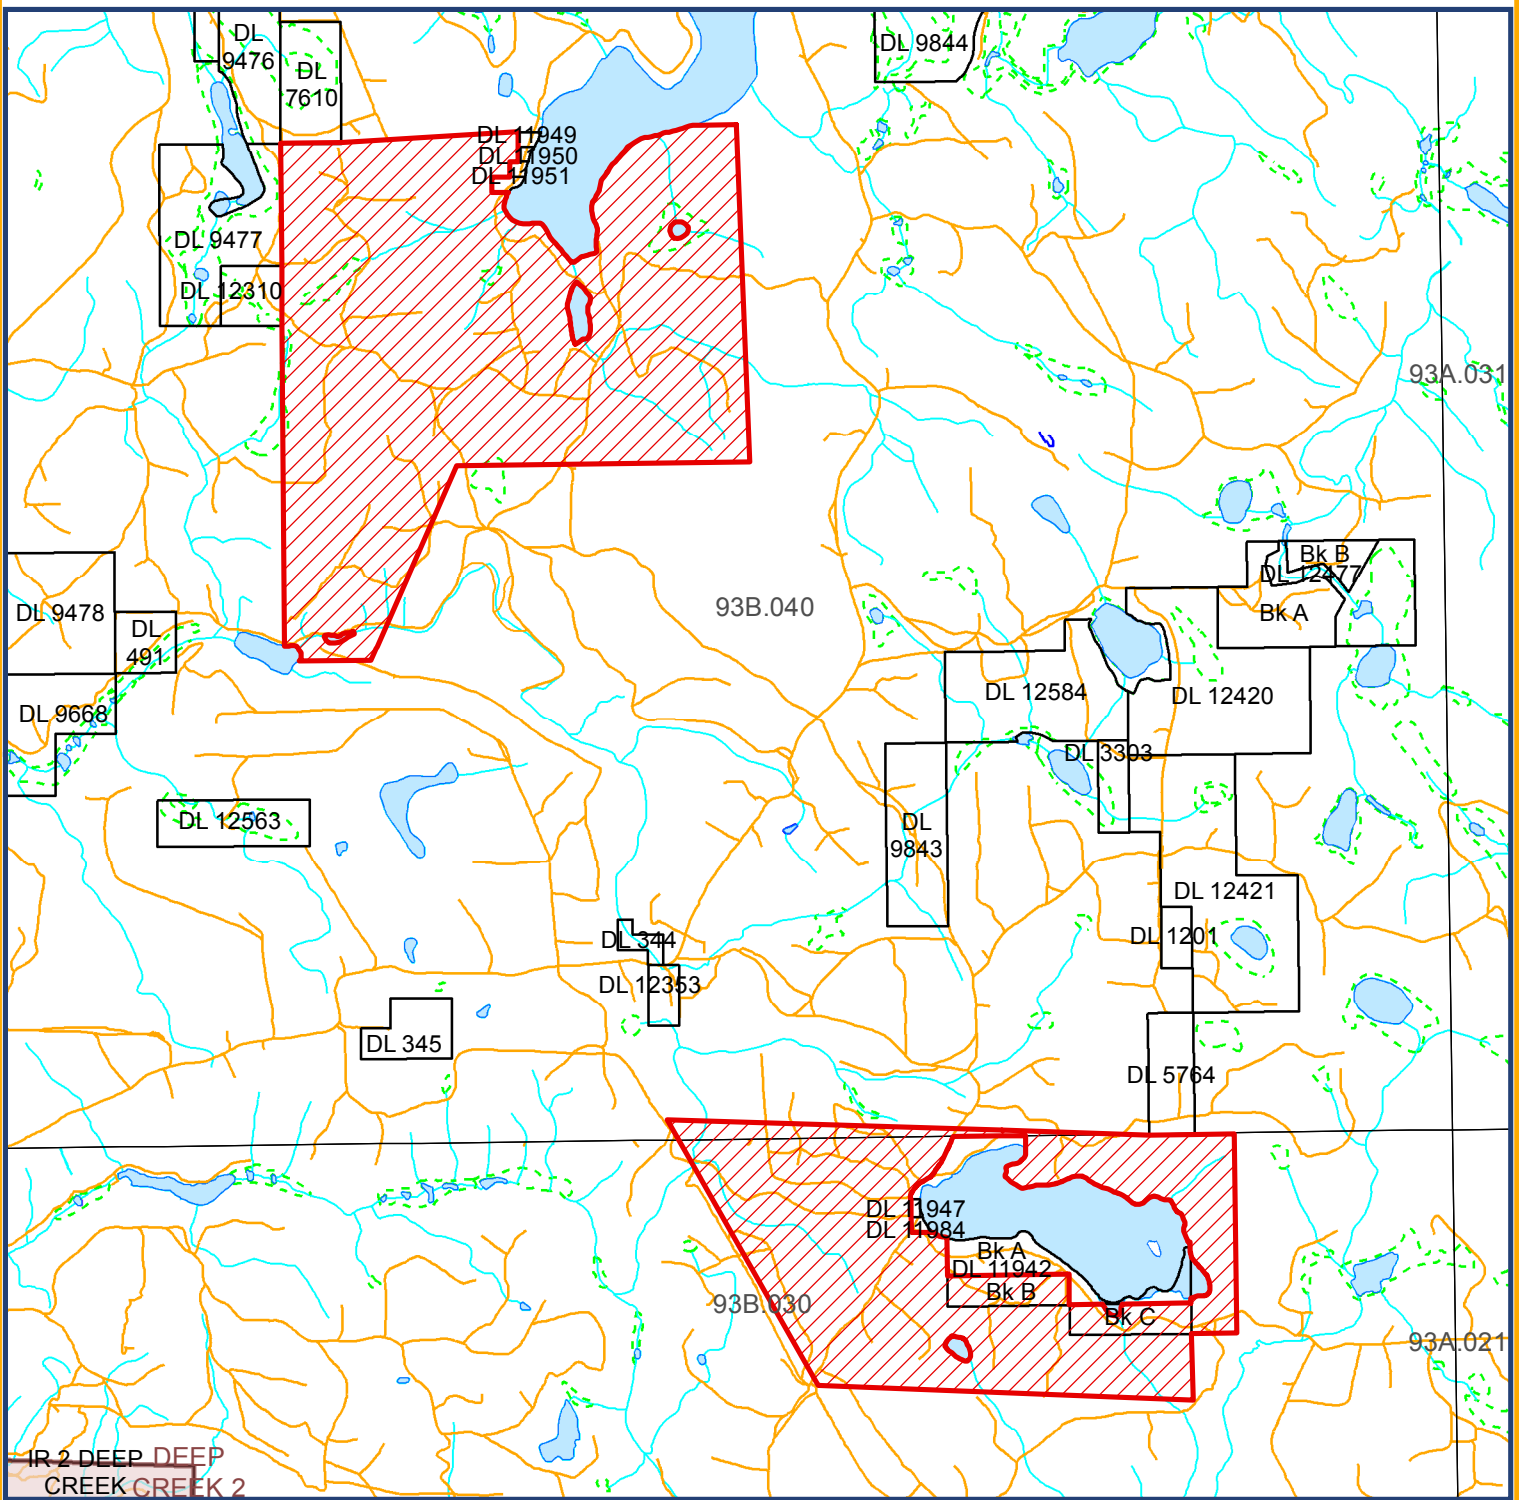 DL
9476
DL
7610
DL 9844
DL 11949
DL 11950
DL 11951
DL 9477
DL 12310
93A.031
Bk B
DL 12477
Bk A
DL 9478
DL
491
93B.040
DL 12584
DL 12420
DL 9668
DL 3303
DL 12563
DL
9843
DL 12421
DL 344
DL 1201
DL 12353
DL 345
DL 5764
DL 11947
DL 11984
Bk A
DL 11942
Bk B
93B.030
Bk C
93A.021
IR 2 DEEP
CREEK
DEEP
CREEK 2